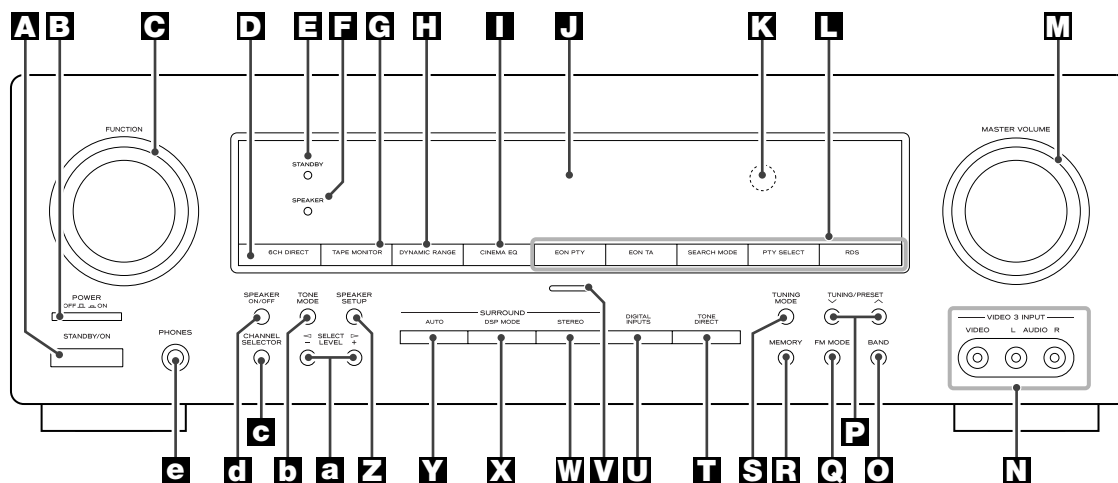 A B C D E F G H I J K L M
FUNCTION
MASTER VOLUME
STANDBY
SPEAKER
6CH DIRECT TAPE MONITOR DYNAMIC RANGE CINEMA EQ EON PTY EON TA SEARCH MODE PTY SELECT RDS
POWER
OFF ON
STANDBY/ON
PHONES
SPEAKER
ON/OFF
TONE
MODE
SPEAKER
SETUP
CHANNEL
SELECTOR
SELECT
LEVEL
– +
SURROUND
AUTO DSP MODE STEREO
DIGITAL
INPUTS
TONE
DIRECT
TUNING
MODE
TUNING/PRESET
MEMORY FM MODE BAND
VIDEO 3 INPUT
VIDEO L AUDIO R
e d c b a Z Y X W V U T S R Q P O N